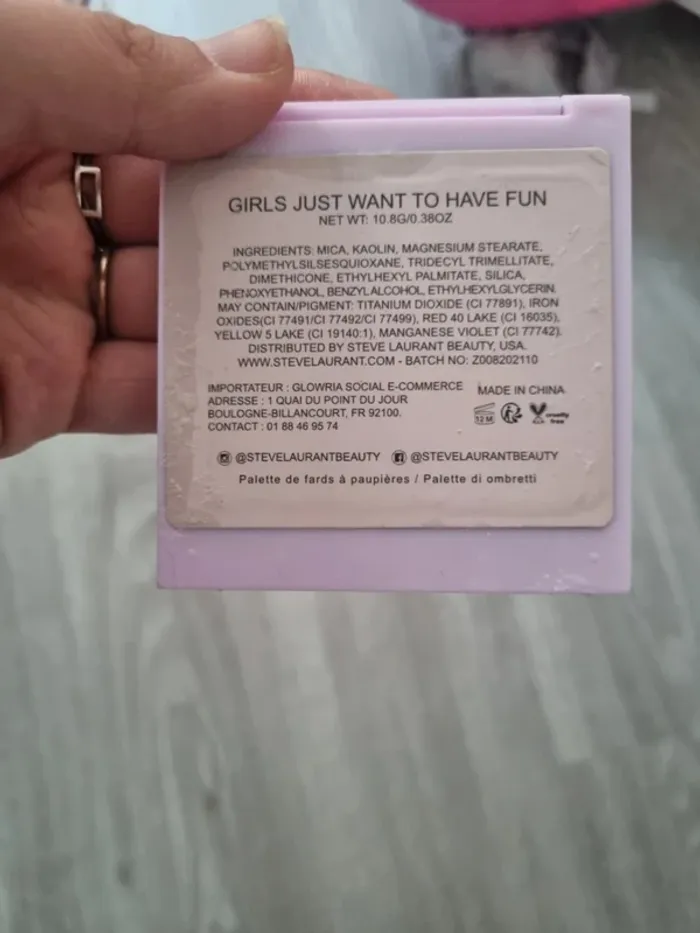 GIRLS JUST WANT TO HAVE FUN
NET WT: 10.8G/0.38OZ
INGREDIENTS: MICA, KAOLIN, MAGNESIUM STEARATE,
POLYMETHYLSILSESQUIOXANE, TRIDECYL TRIMELLITATE,
DIMETHICONE, ETHYLHEXYL PALMITATE, SILICA,
PHENOXYETHANOL, BENZYL ALCOHOL, ETHYLHEXYLGLYCERIN.
MAY CONTAIN/PIGMENT: TITANIUM DIOXIDE (CI 77891), IRON
OXIDES(CI 77491/CI 77492/CI 77499), RED 40 LAKE (CI 16035),
YELLOW 5 LAKE (CI 19140:1), MANGANESE VIOLET (CI 77742).
DISTRIBUTED BY STEVE LAURANT BEAUTY, USA.
WWW.STEVELAURANT.COM - BATCH NO: Z008202110
IMPORTATEUR : GLOWRIA SOCIAL E-COMMERCE
ADRESSE : 1 QUAI DU POINT DU JOUR
BOULOGNE-BILLANCOURT, FR 92100.
CONTACT : 01 88 46 95 74
MADE IN CHINA
12 M
cruelty
free
@STEVELAURANTBEAUTY @STEVELAURANTBEAUTY
Palette de fards à paupières / Palette di ombretti